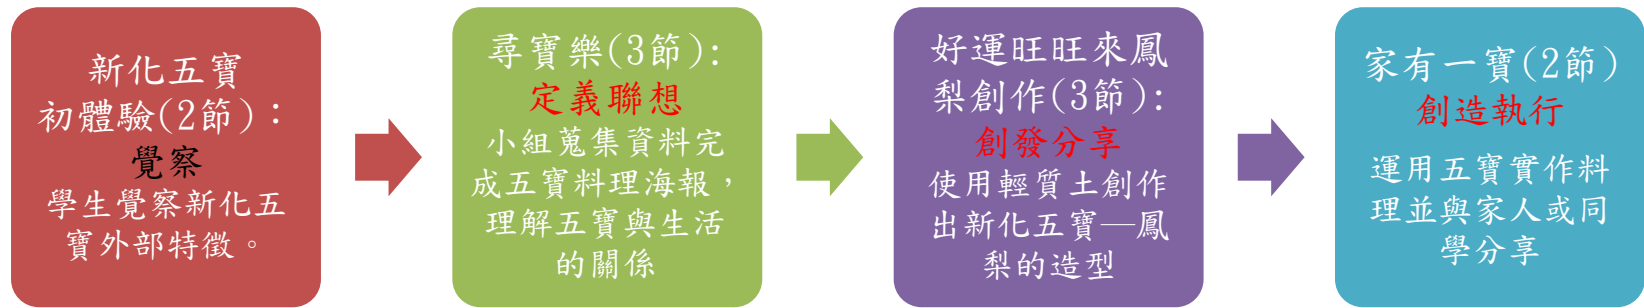 新化五寶
初體驗(2節)：
覺察
學生覺察新化五
寶外部特徵。
尋寶樂(3節):
定義聯想
小組蒐集資料完
成五寶料理海報，
理解五寶與生活
的關係
好運旺旺來鳳
梨創作(3節):
創發分享
使用輕質土創作
出新化五寶—鳳
梨的造型
家有一寶(2節)
創造執行
運用五寶實作料
理並與家人或同
學分享